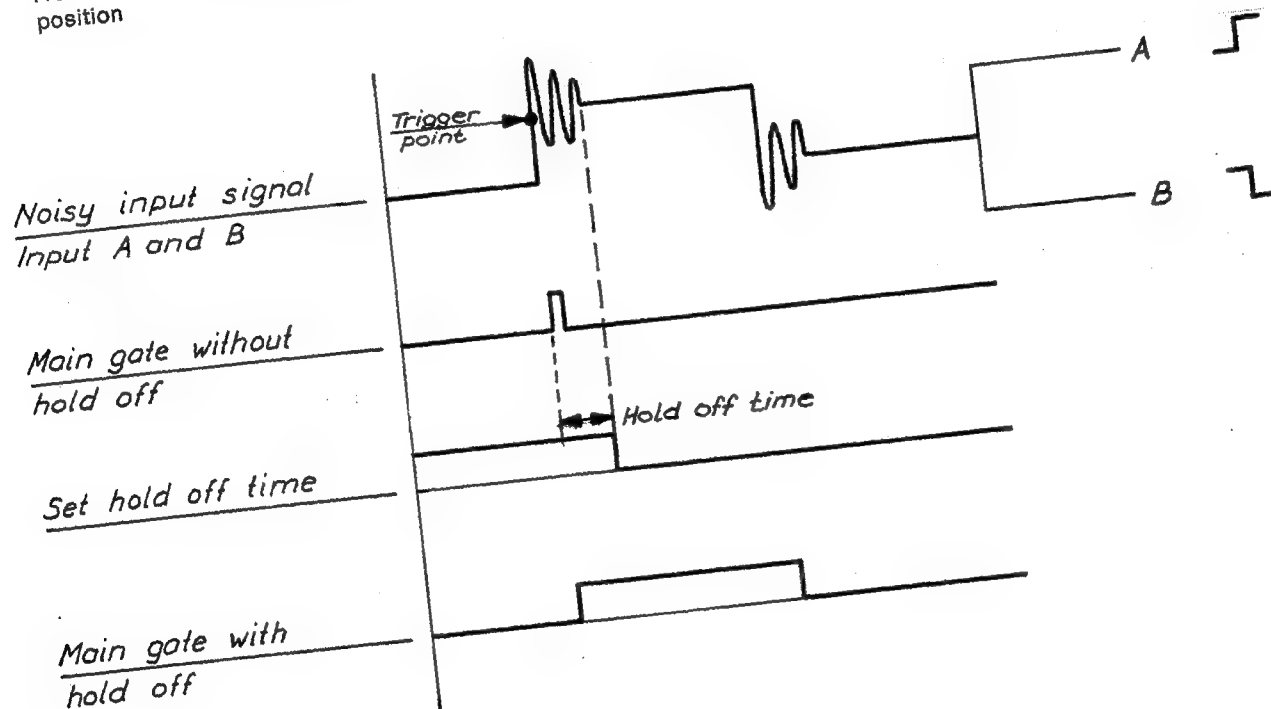 position
A
Trigger
point
Noisy input signal
Input A and B
B
Main gate without
hold off
Hold off time
Set hold off time
Main gate with
hold off